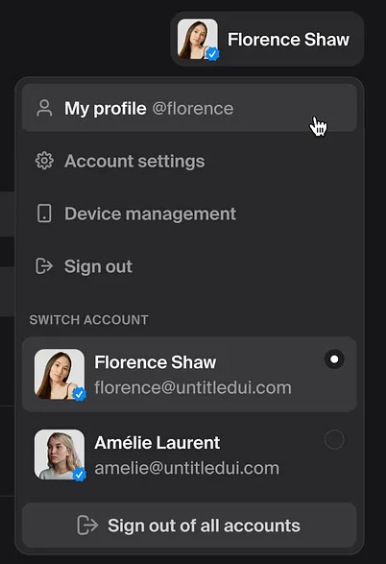 Florence Shaw
My profile @florence
Account settings
Device management
Sign out
SWITCH ACCOUNT
Florence Shaw
florence@untitledui.com
Amélie Laurent
amelie@untitledui.com
Sign out of all accounts